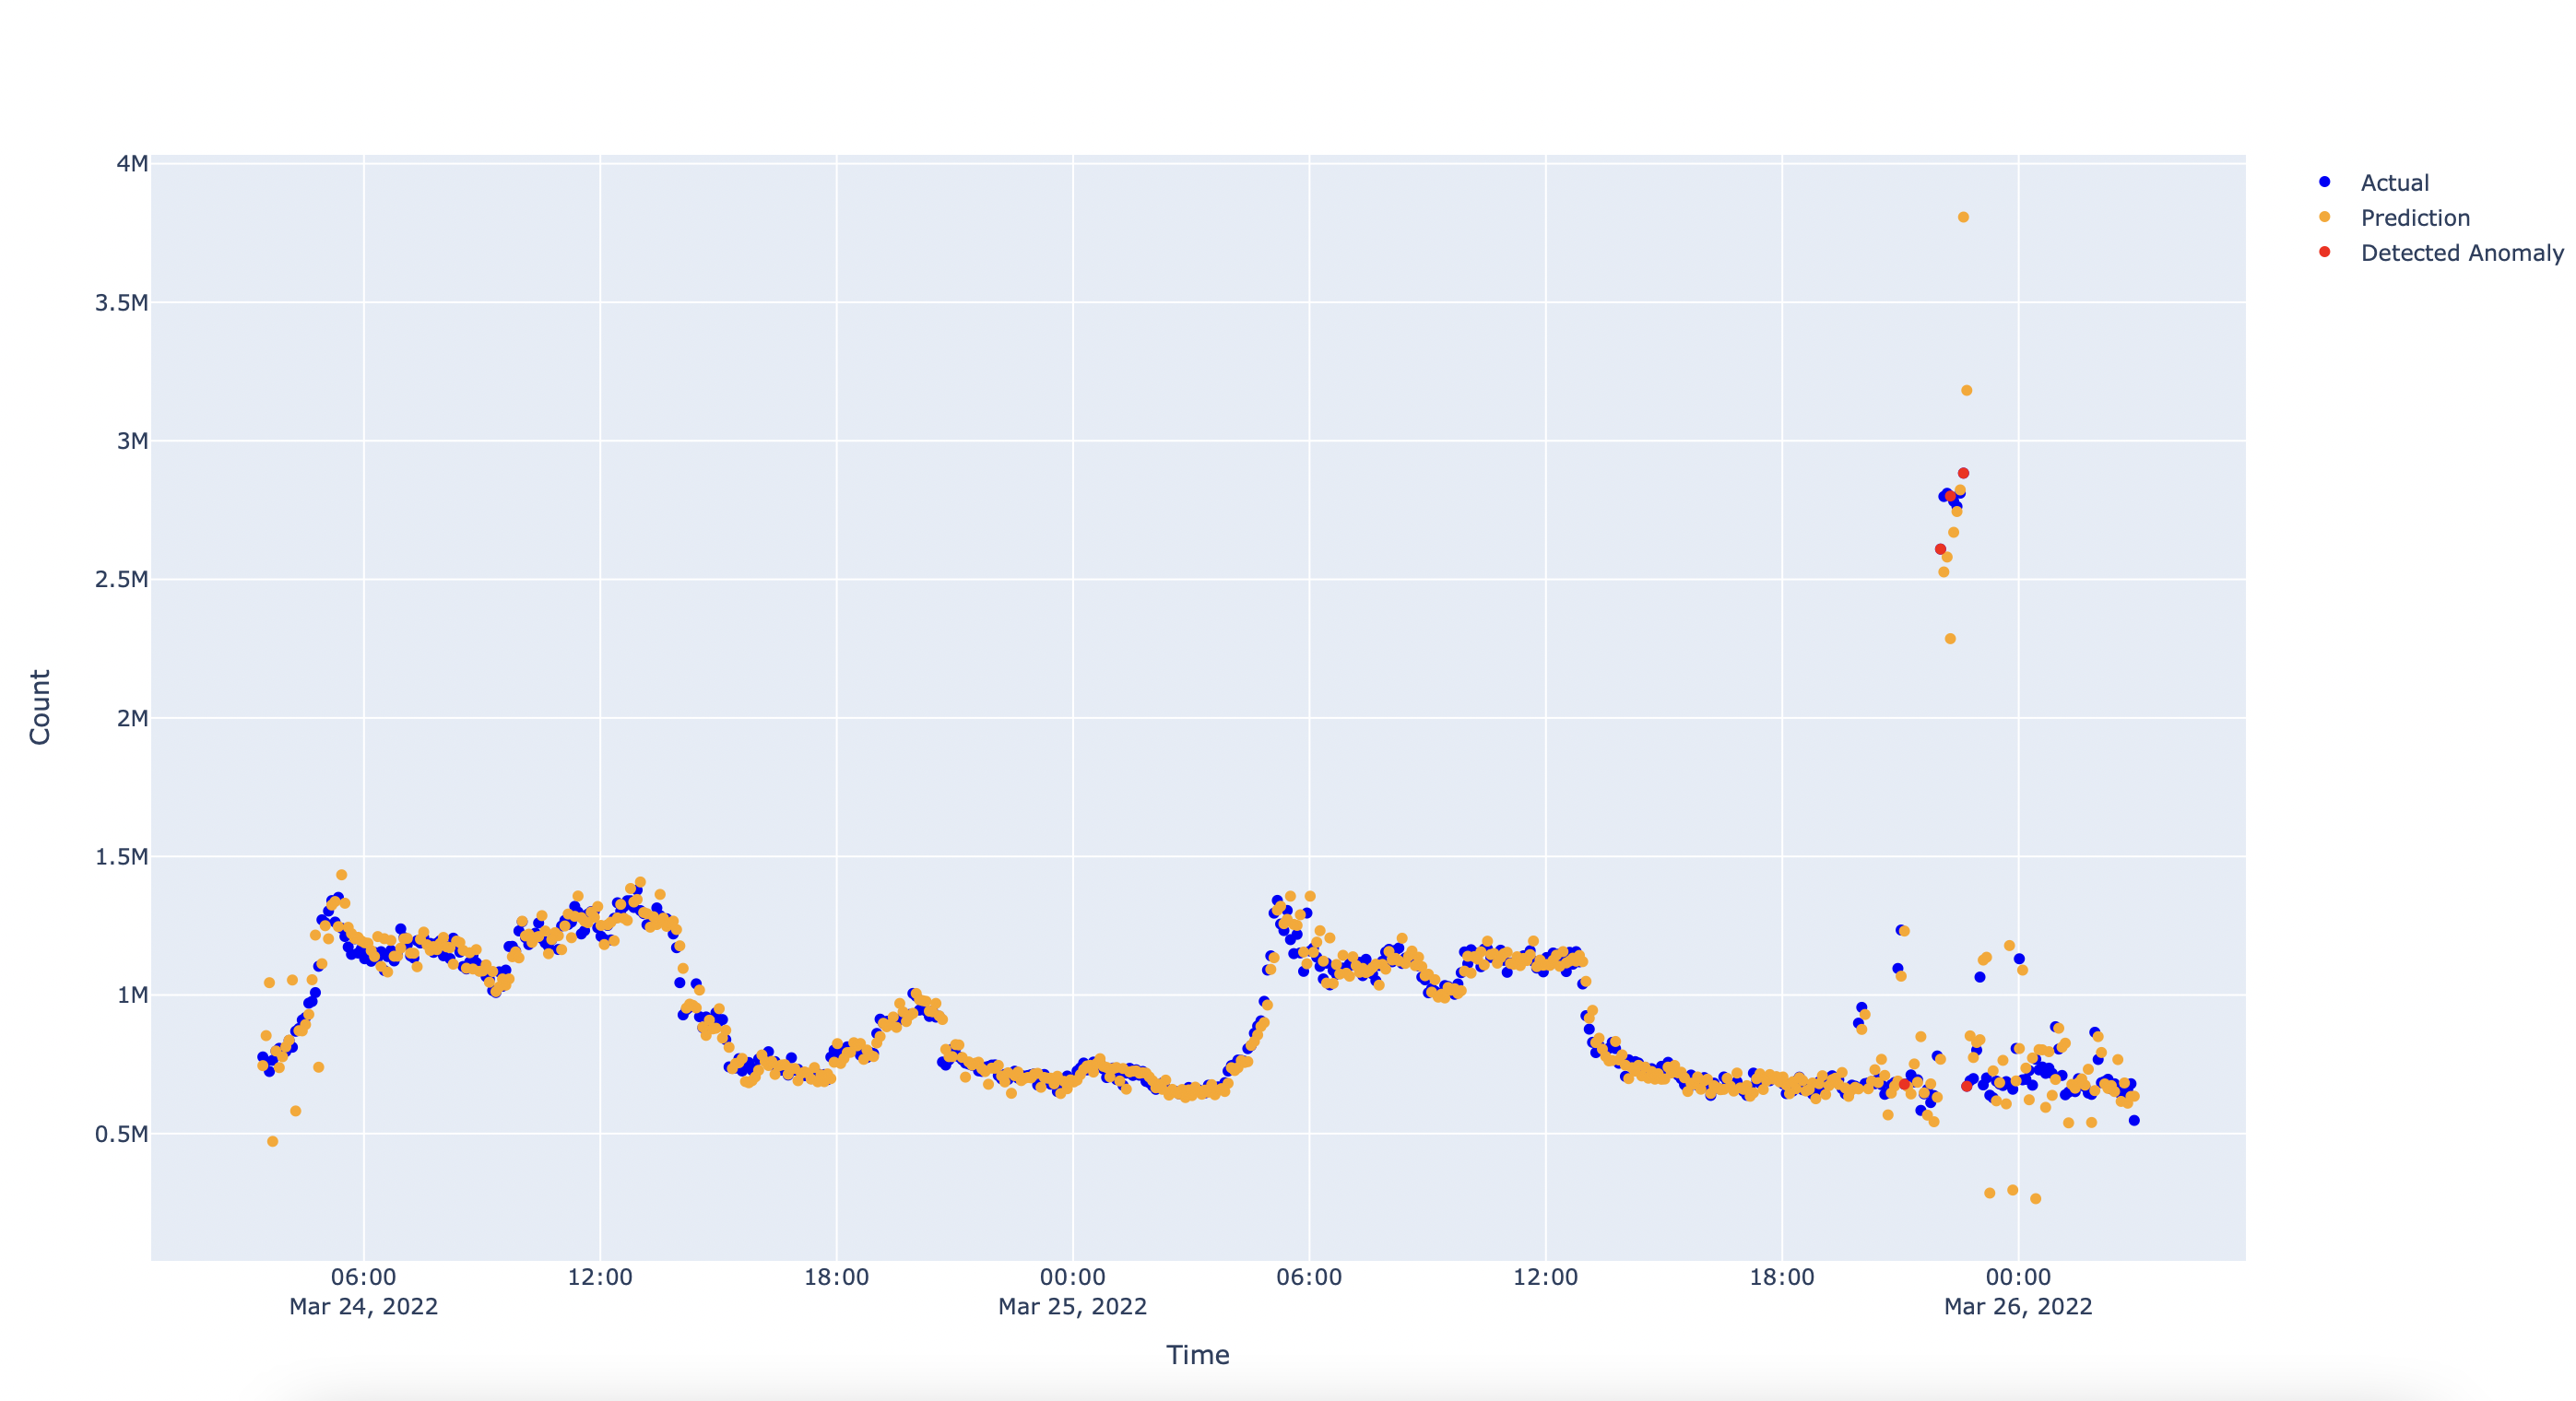 4M
3.5M
3M
2.5M
2M
1.5M
1M
0.5M
Count
06:00
Mar 24, 2022
12:00
18:00
00:00
Mar 25, 2022
06:00
12:00
18:00
00:00
Mar 26, 2022
Time
Actual
Prediction
Detected Anomaly